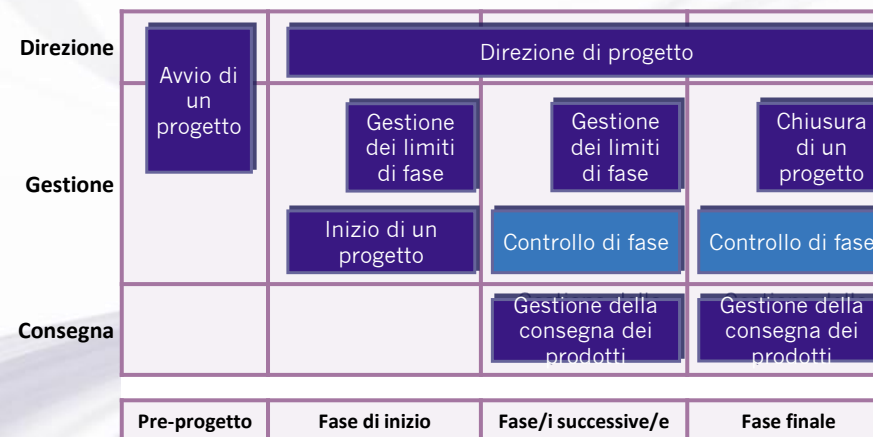 Direzione
Avvio di
un
progetto
Direzione di progetto
Gestione
Gestione
dei limiti
di fase
Gestione
dei limiti
di fase
Chiusura
di un
progetto
Inizio di un
progetto
Controllo di fase
Controllo di fase
Consegna
Gestione della
consegna dei
prodotti
Gestione della
consegna dei
prodotti
Pre-progetto
Fase di inizio
Fase/i successive/e
Fase finale